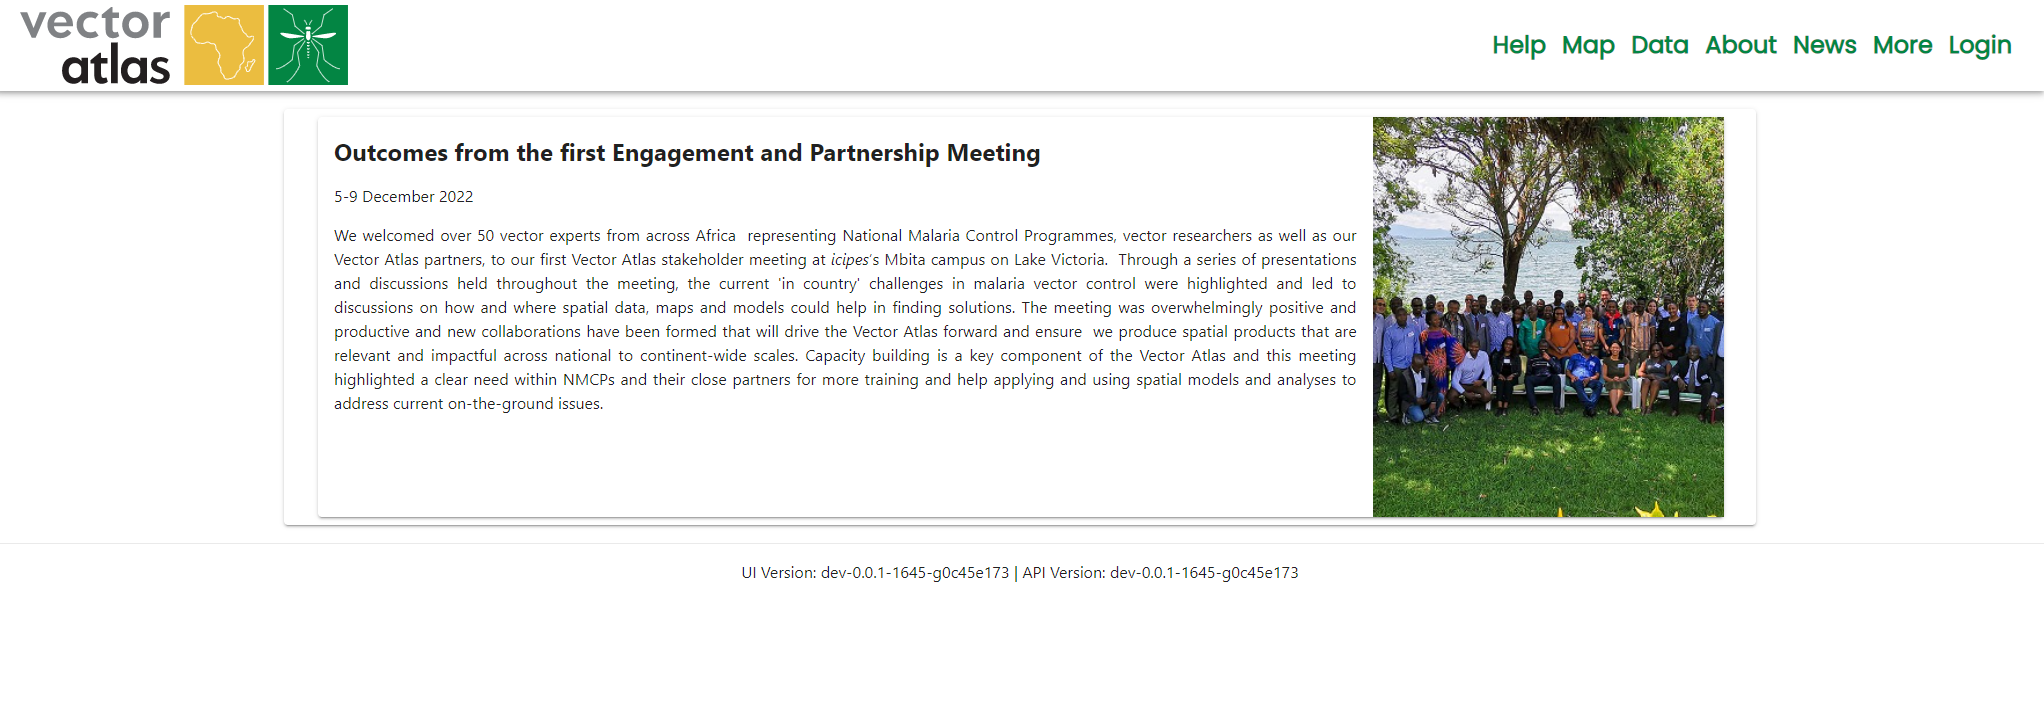 vector
atlas
Help Map Data About News More Login
Outcomes from the first Engagement and Partnership Meeting
5-9 December 2022
We welcomed over 50 vector experts from across Africa  representing National Malaria Control Programmes, vector researchers as well as our
Vector Atlas partners, to our first Vector Atlas stakeholder meeting at icipes's Mbita campus on Lake Victoria.  Through a series of presentations
and discussions held throughout the meeting, the current 'in country' challenges in malaria vector control were highlighted and led to
discussions on how and where spatial data, maps and models could help in finding solutions. The meeting was overwhelmingly positive and
productive and new collaborations have been formed that will drive the Vector Atlas forward and ensure  we produce spatial products that are
relevant and impactful across national to continent-wide scales. Capacity building is a key component of the Vector Atlas and this meeting
highlighted a clear need within NMCPs and their close partners for more training and help applying and using spatial models and analyses to
address current on-the-ground issues.
UI Version: dev-0.0.1-1645-g0c45e173 | API Version: dev-0.0.1-1645-g0c45e173